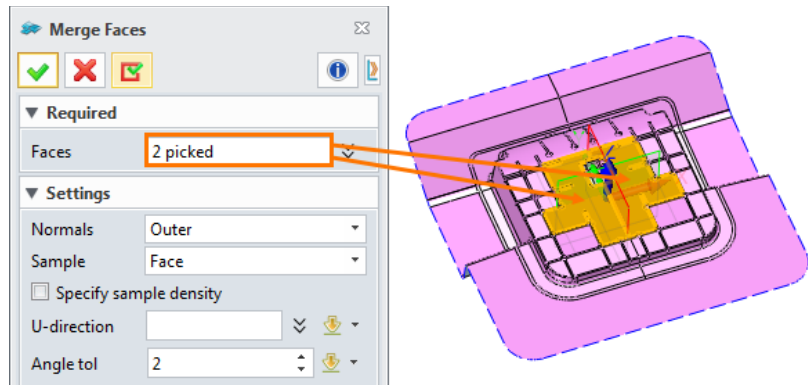 Merge Faces
Required
Faces 2 picked
Settings
Normals Outer
Sample Face
Specify sample density
U-direction
Angle tol 2